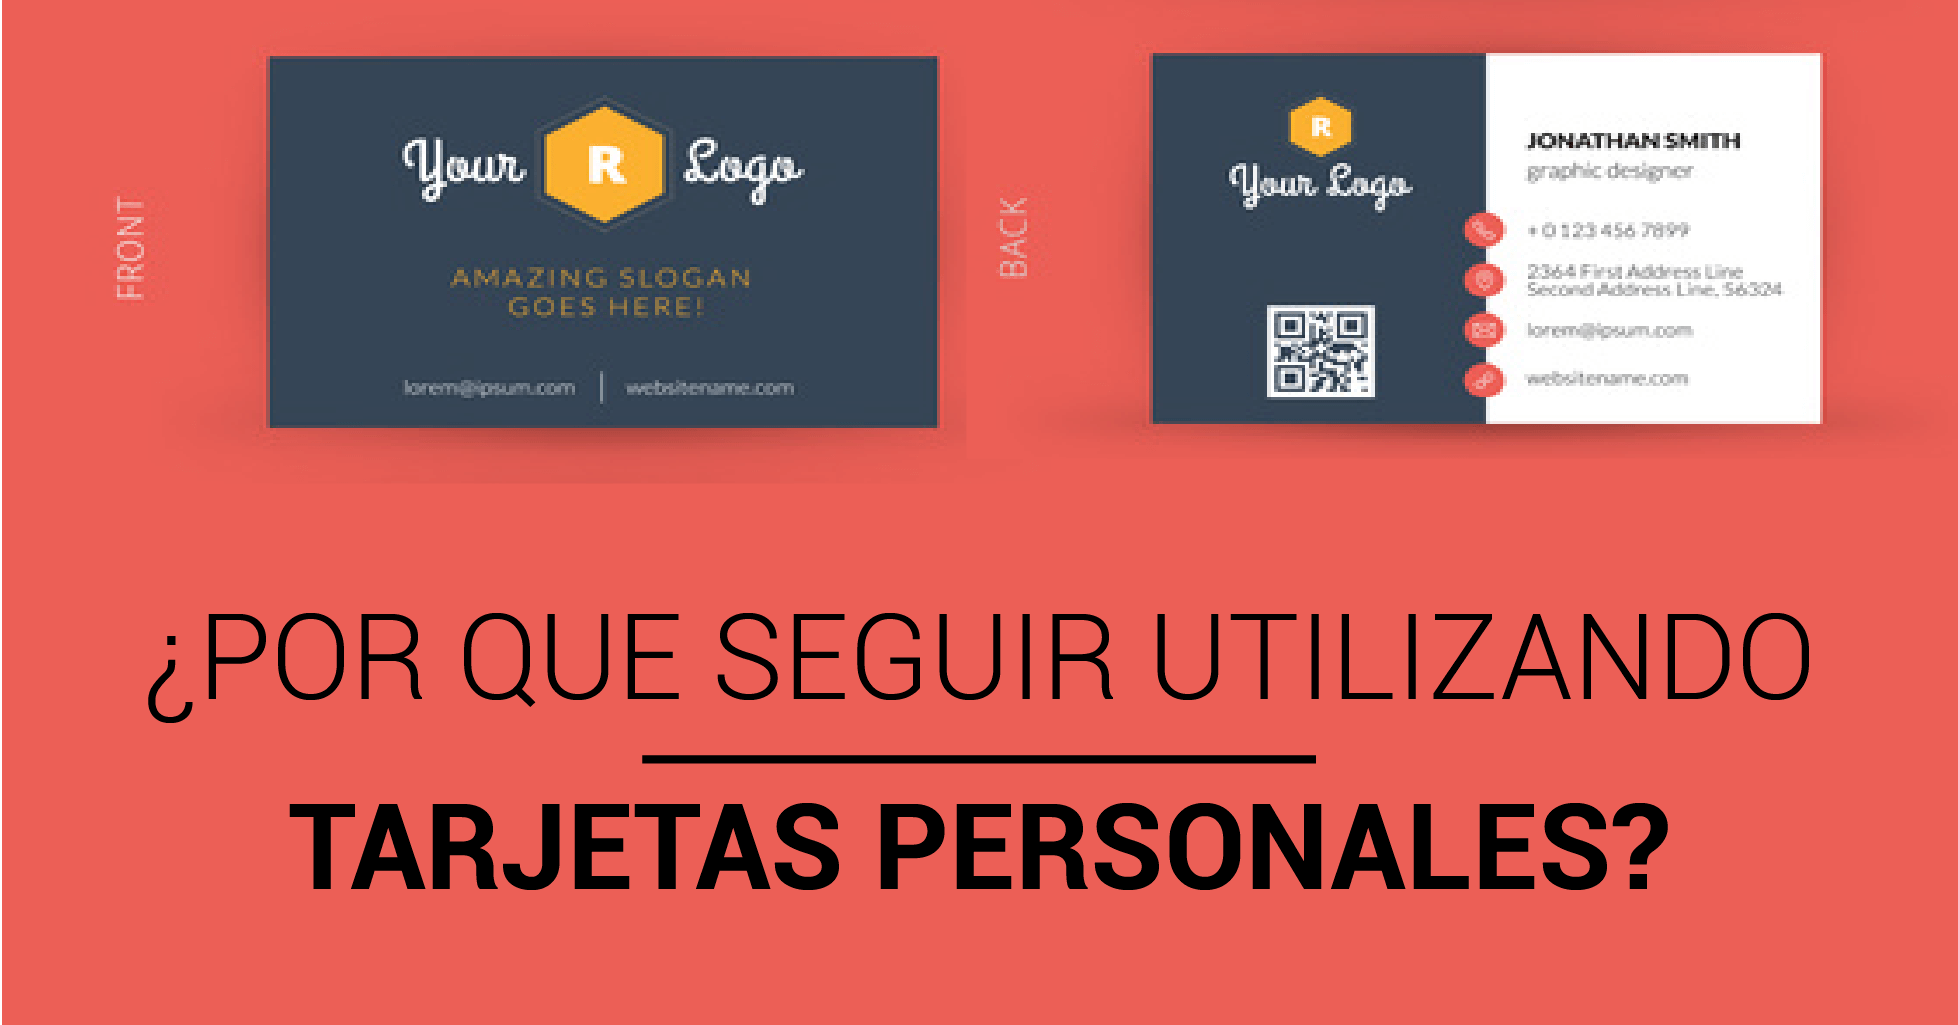 FRONT
Your R Logo
AMAZING SLOGAN
GOES HERE!
lorem@ipsum.com | websitename.com
BACK
R
Your Logo
JONATHAN SMITH
graphic designer
+ 0 123 456 7899
2364 First Address Line
Second Address Line, S6324
lorem@ipsum.com
websitename.com
¿POR QUE SEGUIR UTILIZANDO
TARJETAS PERSONALES?